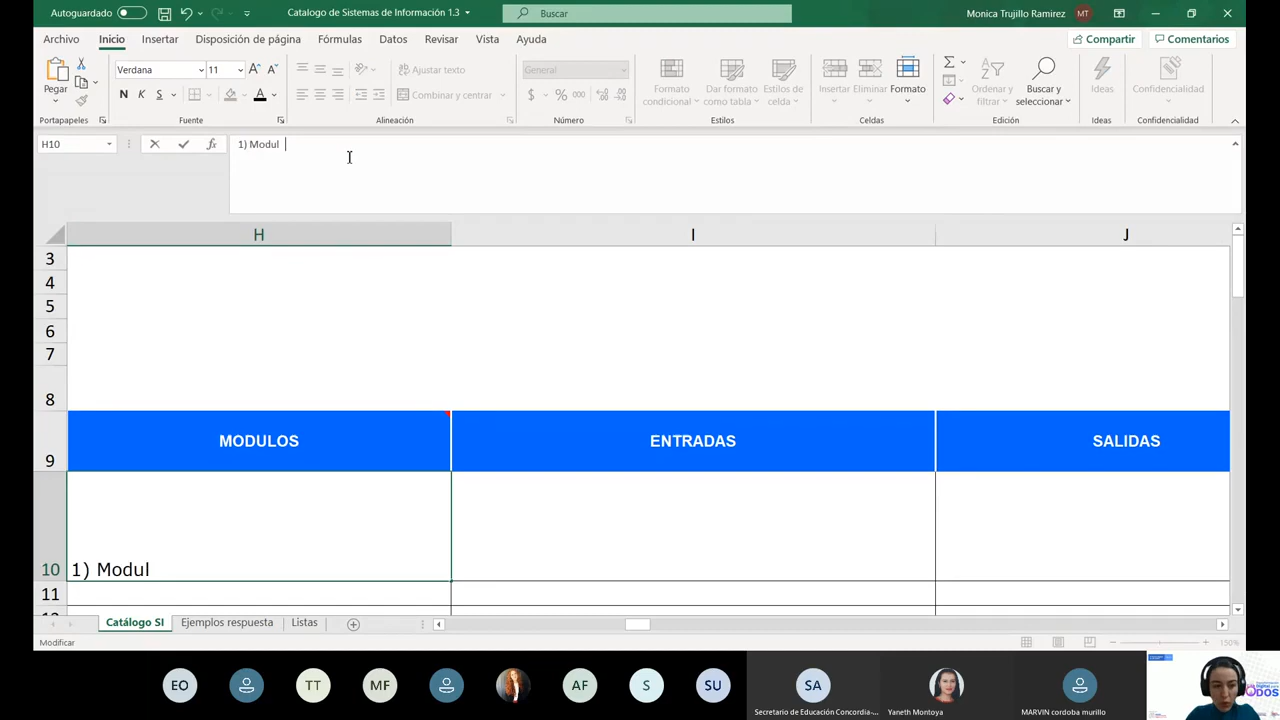 Autoguardado
Catalogo de Sistemas de Información 1.3
Buscar
Monica Trujillo Ramirez
MT
Archivo
Inicio
Insertar
Disposición de página
Fórmulas
Datos
Revisar
Vista
Ayuda
Compartir
Comentarios
Pegar
Verdana
11
N
K
S
Ajustar texto
Combinar y centrar
General
$ % 000
Formato condicional
Dar formato como tabla
Estilos de celda
Insertar
Eliminar
Formato
Ordenar y filtrar
Buscar y seleccionar
Ideas
Confidencialidad
Portapapeles
Fuente
Alineación
Número
Estilos
Celdas
Edición
Ideas
Confidencialidad
H10
fx
1) Modul
H
I
J
3
4
5
6
7
8
9
MODULOS
ENTRADAS
SALIDAS
10
1) Modul
11
Catálogo SI
Ejemplos respuesta
Listas
Modificar
150%
EO
TT
MF
AF
S
SU
SA
Secretario de Educación Concordia-...
Yaneth Montoya
MARVIN cordoba murillo